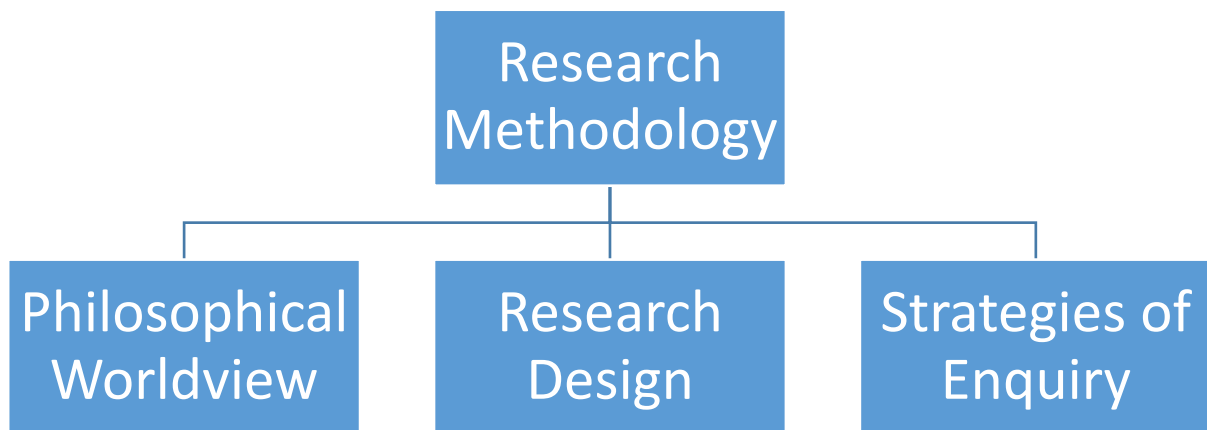 Research
Methodology
Philosophical
Worldview
Research
Design
Strategies of
Enquiry